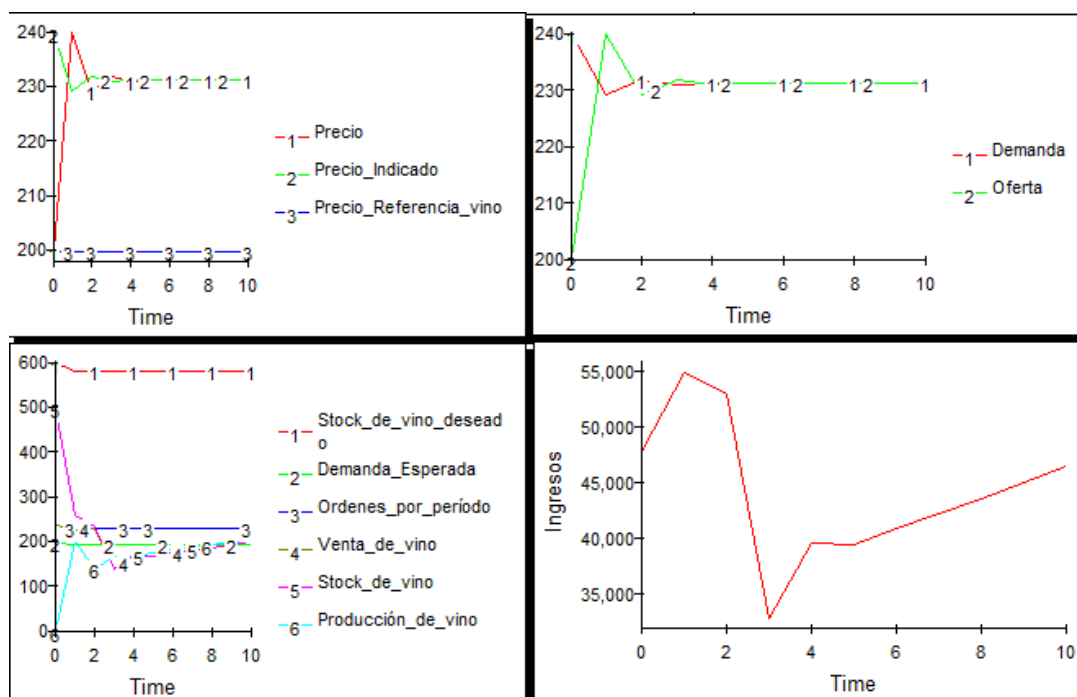 240
230
220
210
200
0 2 4 6 8 10
Time
1 Precio
2 Precio_Indicado
3 Precio_Referencia_vino
240
230
220
210
200
0 2 4 6 8 10
Time
1 Demanda
2 Oferta
600
500
400
300
200
100
0
0 2 4 6 8 10
Time
1 Stock_de_vino_desead
o
2 Demanda_Esperada
3 Ordenes_por_período
4 Venta_de_vino
5 Stock_de_vino
6 Producción_de_vino
Ingresos
55,000
50,000
45,000
40,000
35,000
0 2 4 6 8 10
Time